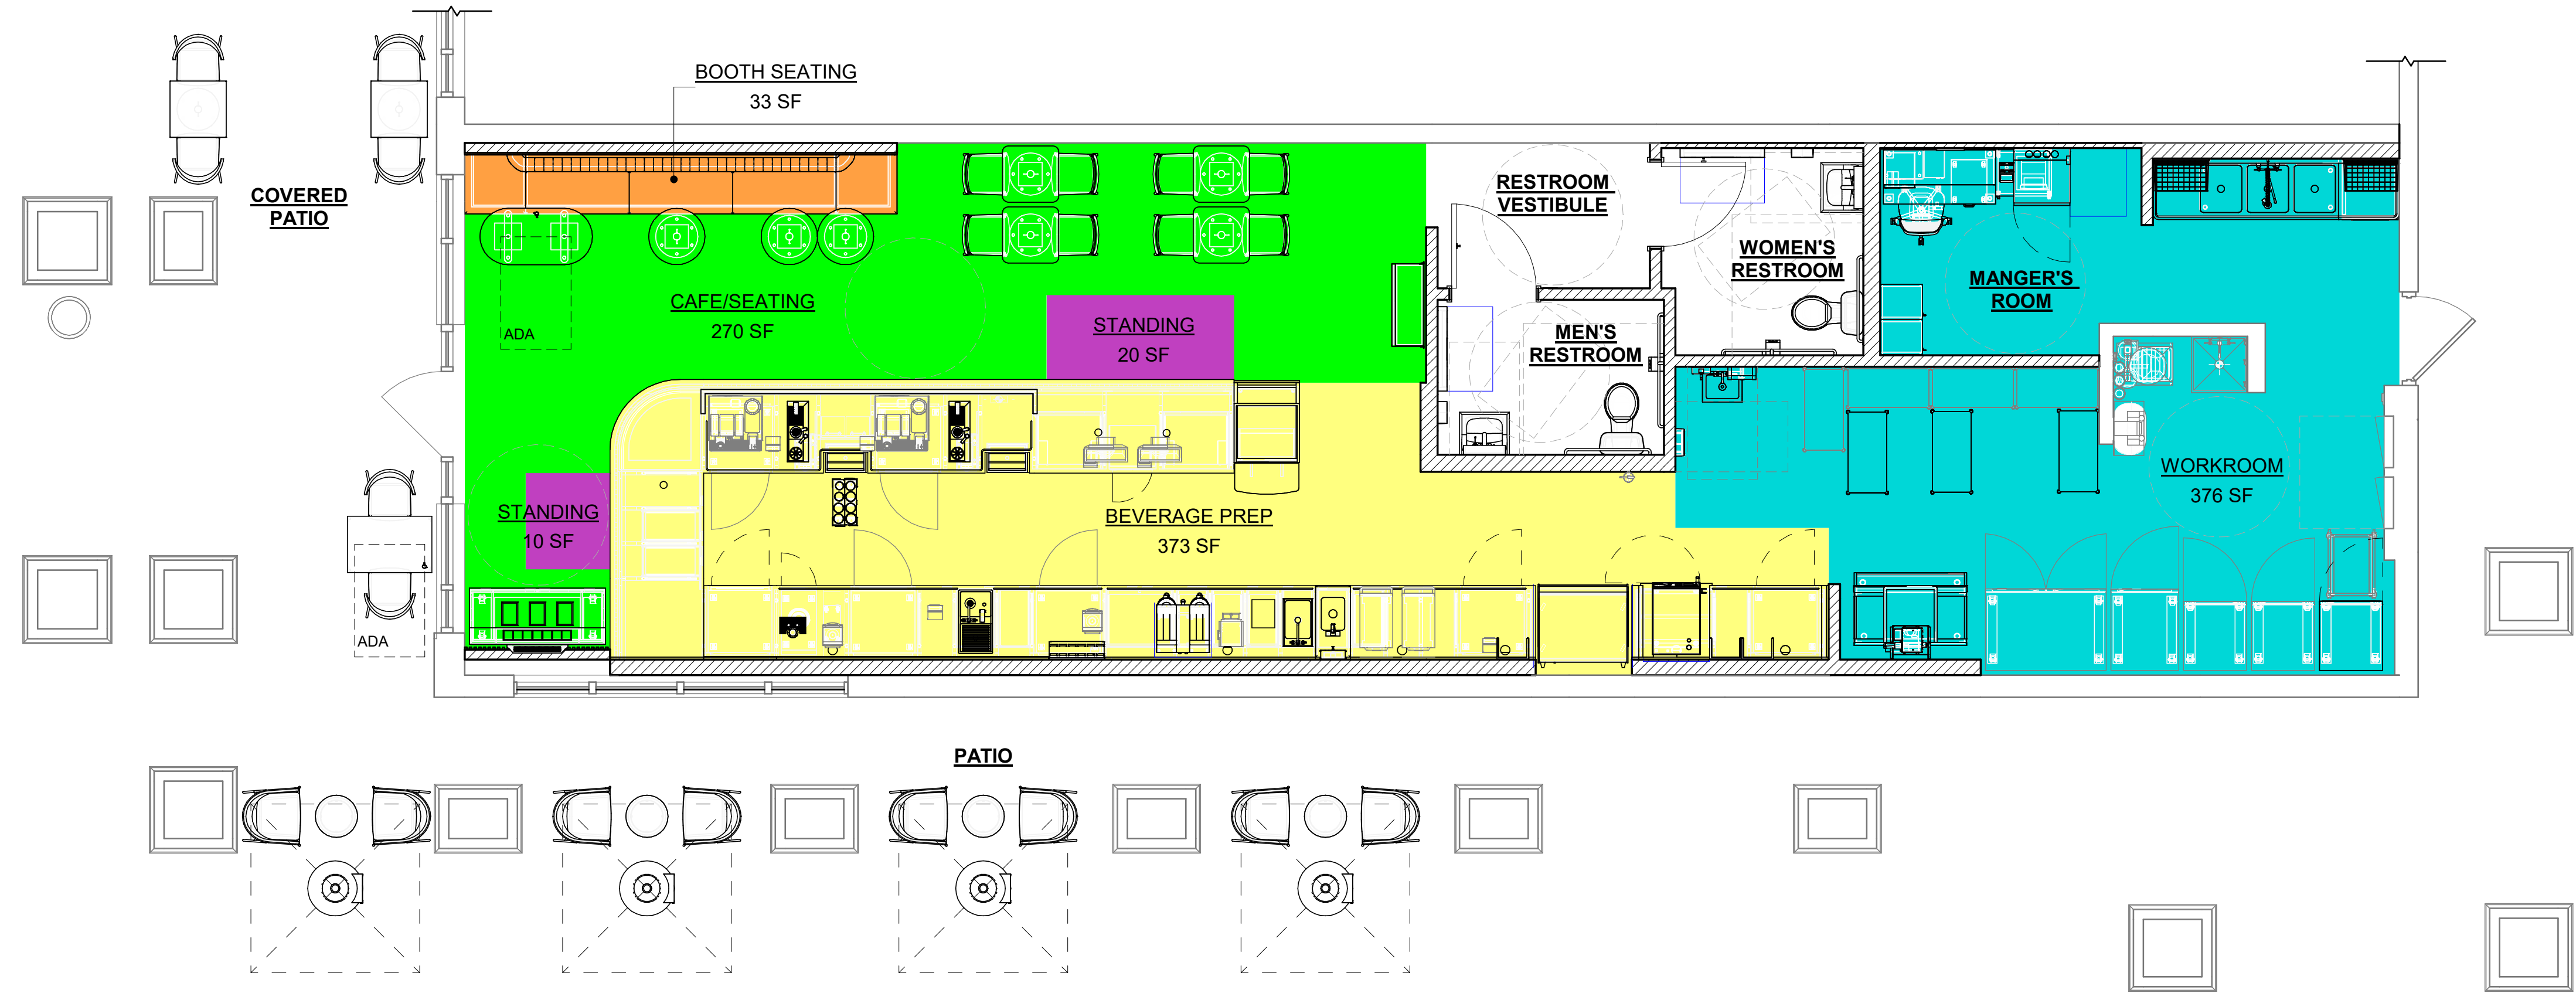 BOOTH SEATING
33 SF
COVERED
PATIO
RESTROOM
VESTIBULE
WOMEN'S
RESTROOM
MANGER'S
ROOM
CAFE/SEATING
270 SF
ADA
STANDING
20 SF
MEN'S
RESTROOM
WORKROOM
376 SF
STANDING
10 SF
BEVERAGE PREP
373 SF
ADA
PATIO